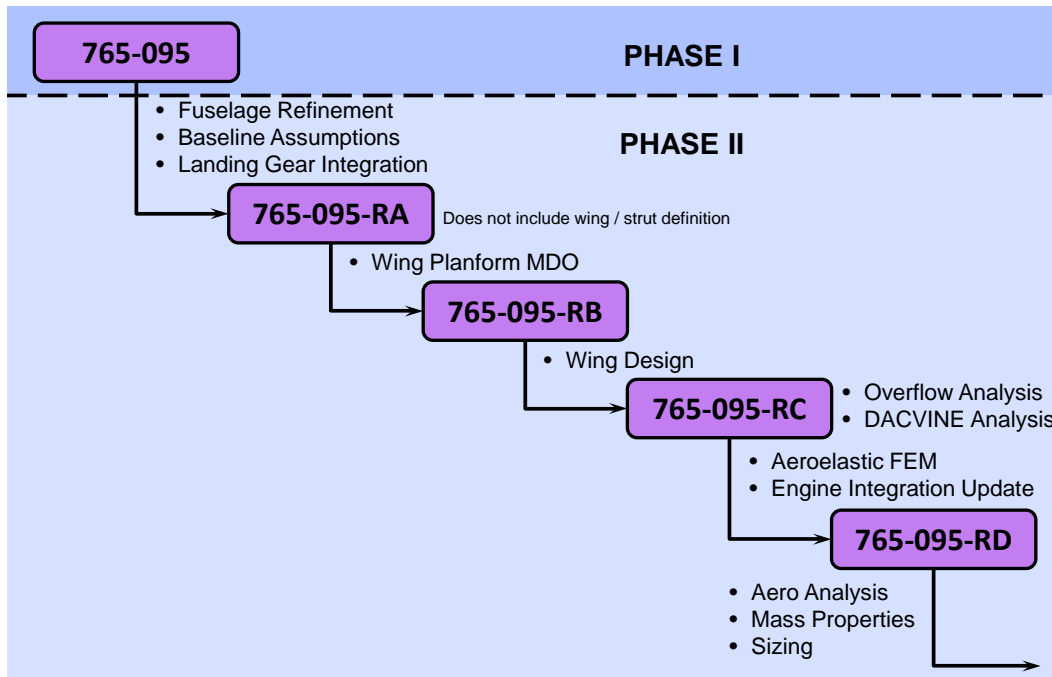 765-095
PHASE I
• Fuselage Refinement
• Baseline Assumptions
• Landing Gear Integration
PHASE II
765-095-RA
Does not include wing / strut definition
• Wing Planform MDO
765-095-RB
• Wing Design
765-095-RC
• Overflow Analysis
• DACVINE Analysis
• Aeroelastic FEM
• Engine Integration Update
765-095-RD
• Aero Analysis
• Mass Properties
• Sizing